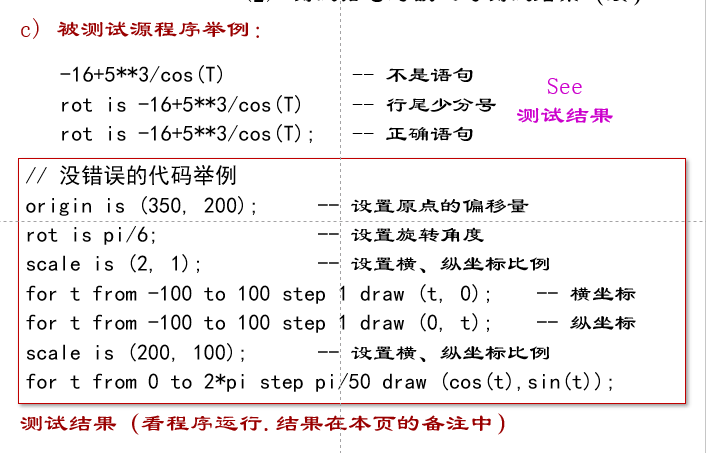 c) 被测试源程序举例:
-16+5**3/cos(T) -- 不是语句
rot is -16+5**3/cos(T) -- 行尾少分号
rot is -16+5**3/cos(T); -- 正确语句
See
测试结果
// 没错误的代码举例
origin is (350, 200); -- 设置原点的偏移量
rot is pi/6; -- 设置旋转角度
scale is (2, 1); -- 设置横、纵坐标比例
for t from -100 to 100 step 1 draw (t, 0); -- 横坐标
for t from -100 to 100 step 1 draw (0, t); -- 纵坐标
scale is (200, 100); -- 设置横、纵坐标比例
for t from 0 to 2*pi step pi/50 draw (cos(t),sin(t));
测试结果 (看程序运行.结果在本页的备注中)